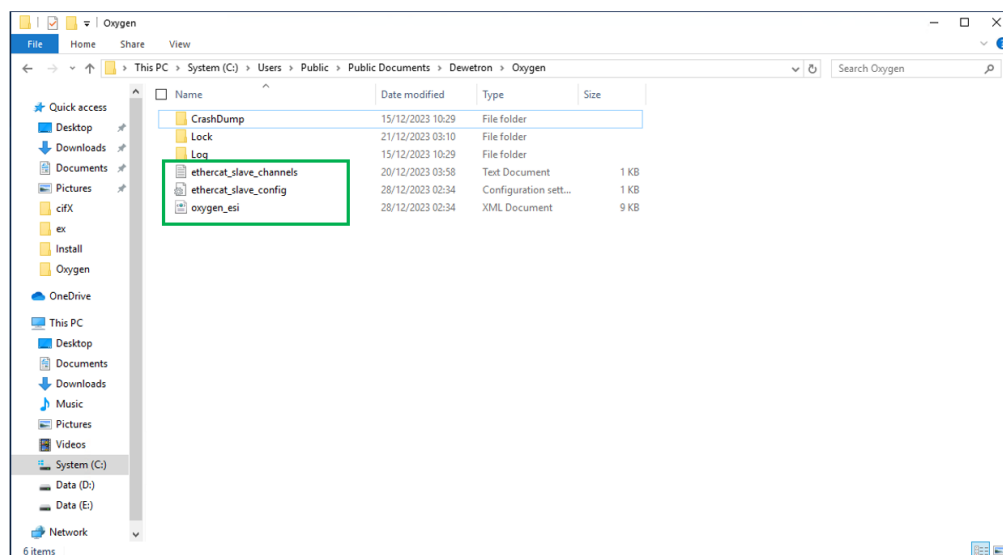 Oxygen
File Home Share View
This PC > System (C:) > Users > Public > Public Documents > Dewetron > Oxygen
Search Oxygen
Name Date modified Type Size
CrashDump 15/12/2023 10:29 File folder
Lock 21/12/2023 03:10 File folder
Log 15/12/2023 10:29 File folder
ethercat_slave_channels 20/12/2023 03:58 Text Document 1 KB
ethercat_slave_config 28/12/2023 02:34 Configuration sett... 1 KB
oxygen_esi 28/12/2023 02:34 XML Document 9 KB
Quick access
Desktop
Downloads
Documents
Pictures
cifX
ex
Install
Oxygen
OneDrive
This PC
Desktop
Documents
Downloads
Music
Pictures
Videos
System (C:)
Data (D:)
Data (E:)
Network
6 items